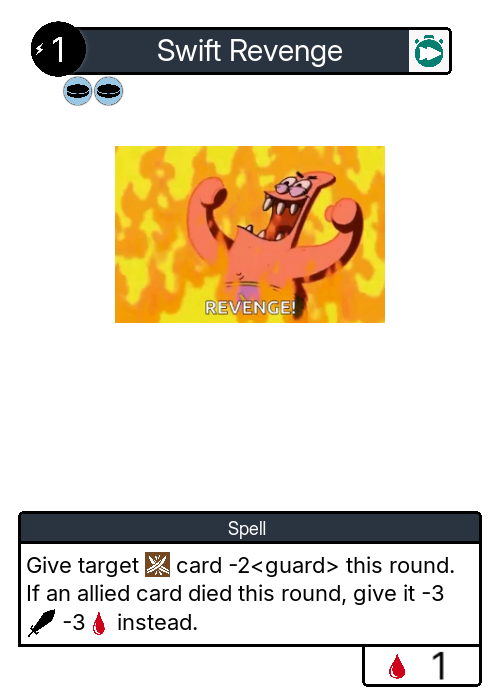 1 Swift Revenge
REVENGE!
Spell
Give target card -2<guard> this round.
If an allied card died this round, give it -3
-3 instead.
1